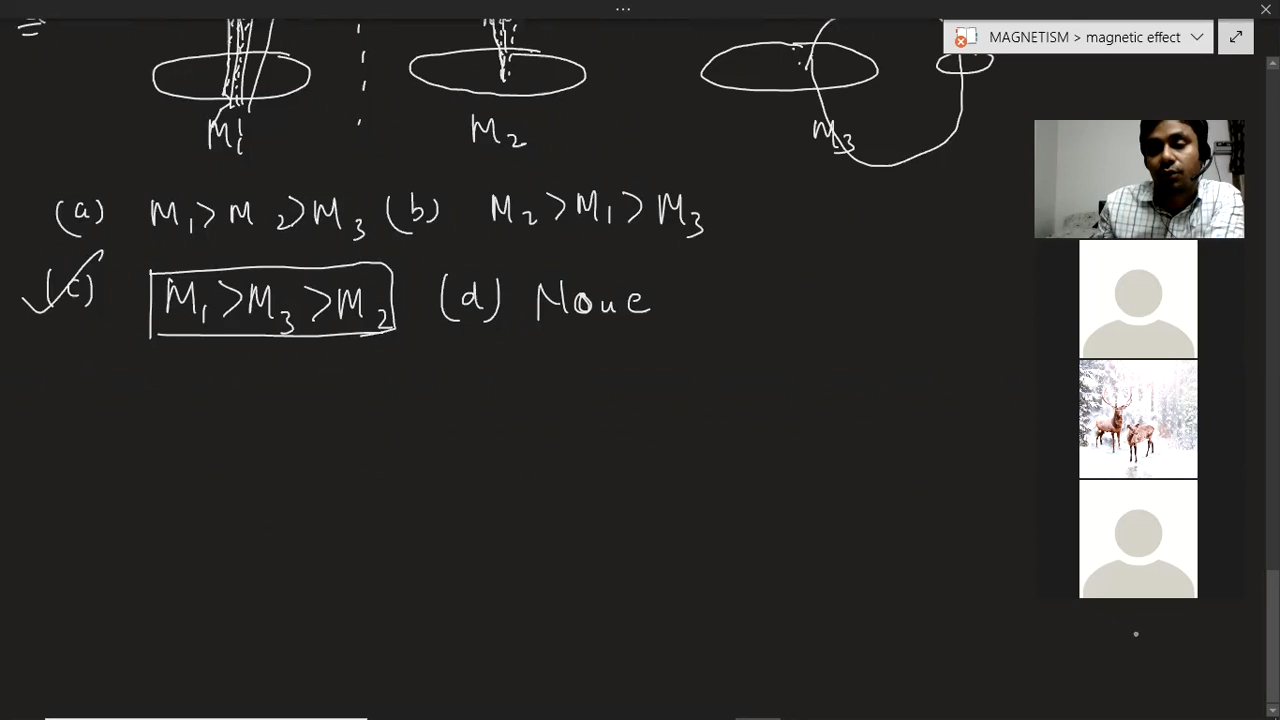 MAGNETISM > magnetic effect
M1 M2 M3
(a) M1 > M2 > M3 (b) M2 > M1 > M3
(c) M1 > M3 > M2 (d) None